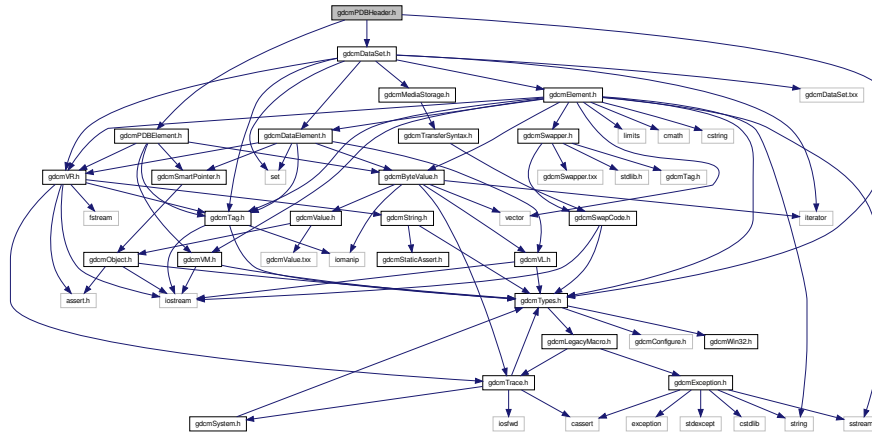 gdcmPDBHeader.h
gdcmDataSet.h
gdcmMediaStorage.h
gdcmElement.h
gdcmDataSet.txx
gdcmPDBElement.h
gdcmDataElement.h
gdcmTransferSyntax.h
gdcmSwapper.h
limits
cmath
cstring
gdcmVR.h
gdcmSmartPointer.h
set
gdcmByteValue.h
gdcmSwapper.txx
stdlib.h
gdcmTag.h
fstream
gdcmTag.h
gdcmValue.h
gdcmString.h
vector
gdcmSwapCode.h
iterator
gdcmObject.h
gdcmVM.h
gdcmValue.txx
iomanip
gdcmStaticAssert.h
gdcmVL.h
assert.h
iostream
gdcmTypes.h
gdcmLegacyMacro.h
gdcmConfigure.h
gdcmWin32.h
gdcmTrace.h
gdcmException.h
gdcmSystem.h
iosfwd
cassert
exception
stdexcept
cstdlib
string
sstream